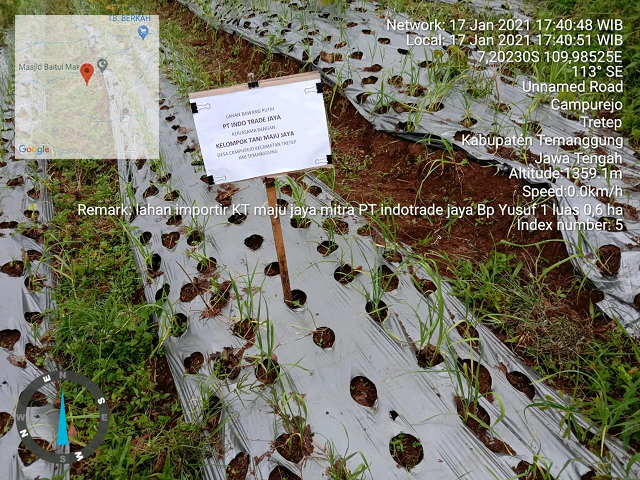 TB. BERKAH
Masjid Baitul Mak
Google
Network: 17 Jan 2021 17:40:48 WIB
Local: 17 Jan 2021 17:40:51 WIB
7,20230S 109,98525E
113° SE
Unnamed Road
Campurejo
Tretep
Kabupaten Temanggung
Jawa Tengah
Altitude:1359.1m
Speed:0.0km/h
Remark: lahan importir KT maju jaya mitra PT indotrade jaya Bp Yusuf 1 luas 0,6 ha
Index number: 5
LAHAN BAWANG PUTIH
PT INDO TRADE JAYA
KERJASAMA DENGAN
KELOMPOK TANI MAJU JAYA
DESA CAMPUREJO KECAMATAN TRETEP
KAB TEMANGGUNG
N
E
S
W